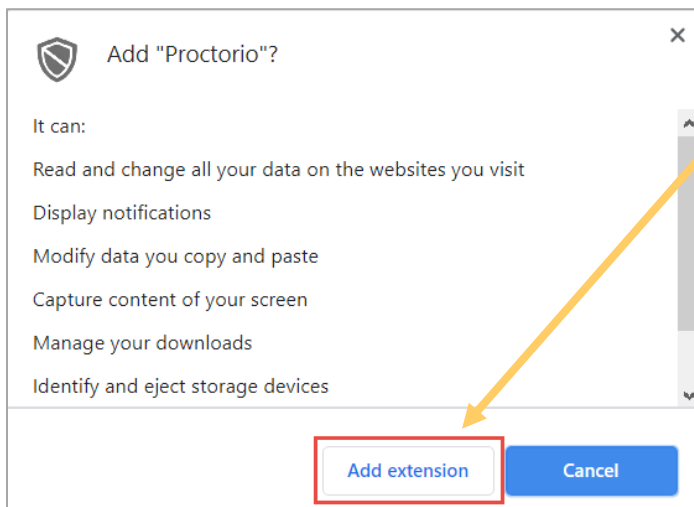 Add "Proctorio"?
It can:
Read and change all your data on the websites you visit
Display notifications
Modify data you copy and paste
Capture content of your screen
Manage your downloads
Identify and eject storage devices
Add extension
Cancel